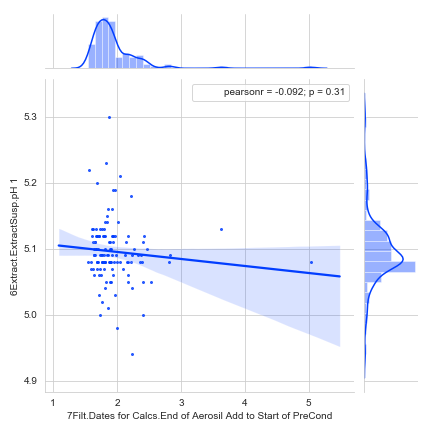 pearsonr = -0.092; p = 0.31
5.3
5.2
5.1
5.0
4.9
6Extract.ExtractSusp.pH 1
1 2 3 4 5
7Filt.Dates for Calcs.End of Aerosil Add to Start of PreCond